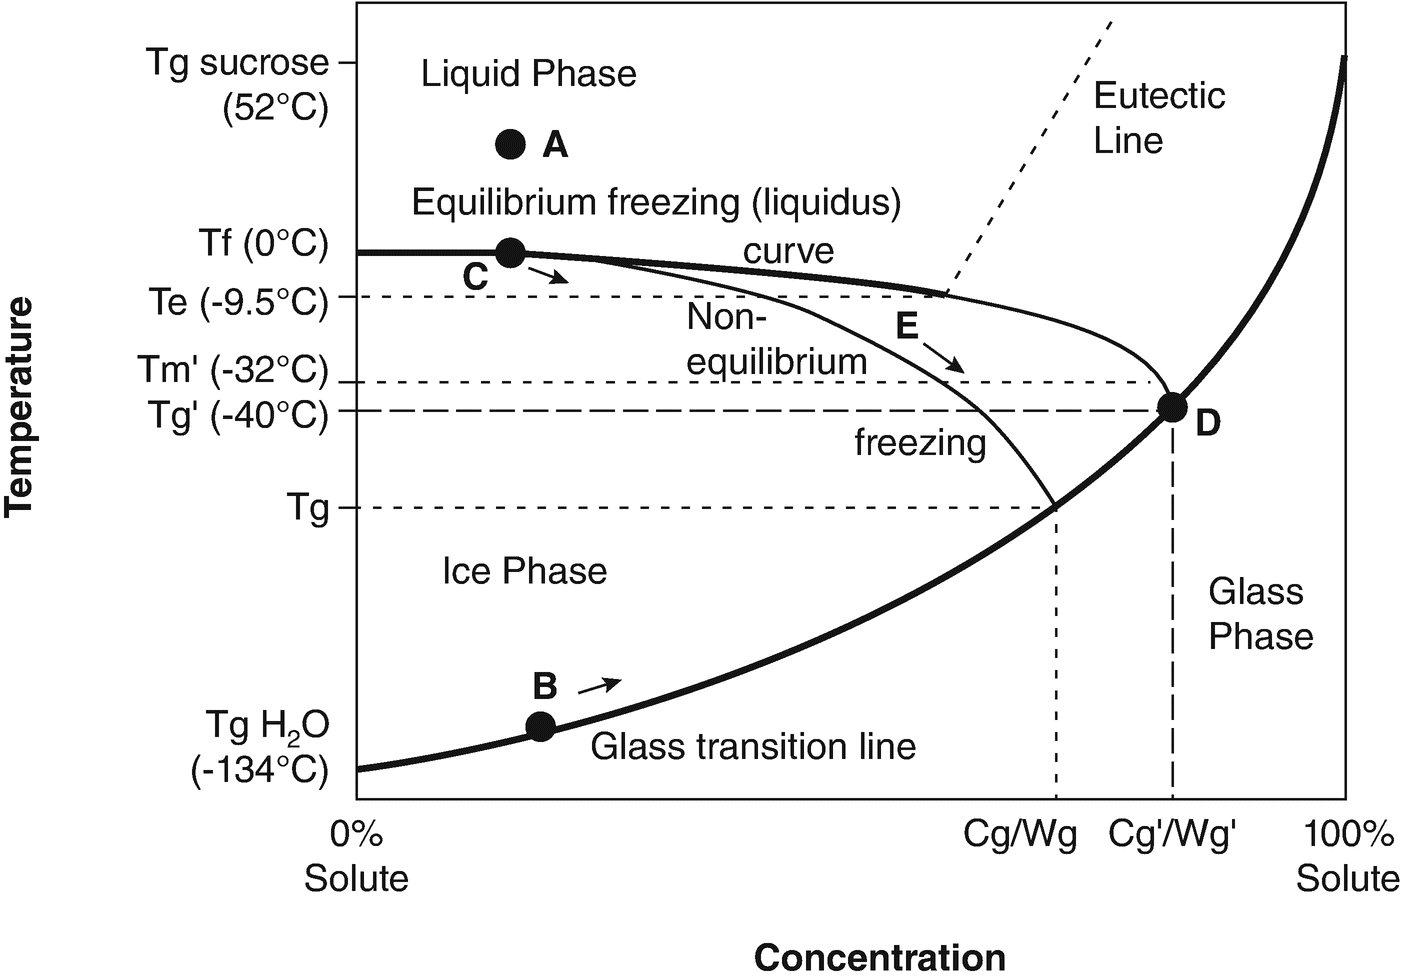 Tg sucrose
(52°C)
Liquid Phase
Eutectic
Line
A
Equilibrium freezing (liquidus)
curve
Tf (0°C)
C
Te (-9.5°C)
Non-
equilibrium
E
Tm' (-32°C)
Tg' (-40°C)
D
freezing
Tg
Ice Phase
Glass
Phase
B
Tg H₂O
(-134°C)
Glass transition line
0%
Solute
Cg/Wg
Cg'/Wg'
100%
Solute
Temperature
Concentration